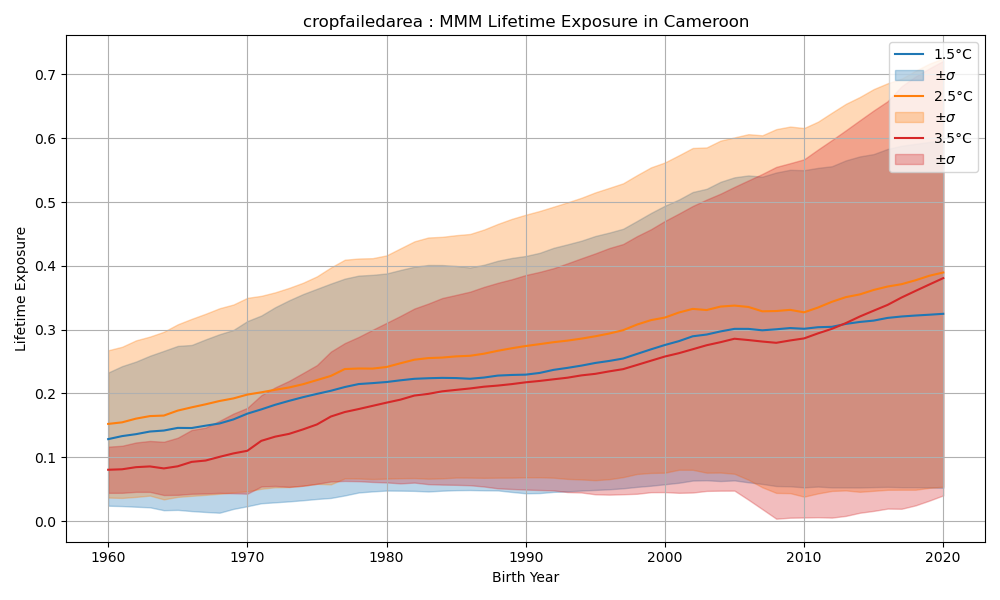 cropfailedarea : MMM Lifetime Exposure in Cameroon
1.5°C
±σ
2.5°C
±σ
3.5°C
±σ
Lifetime Exposure
0.7
0.6
0.5
0.4
0.3
0.2
0.1
0.0
1960 1970 1980 1990 2000 2010 2020
Birth Year